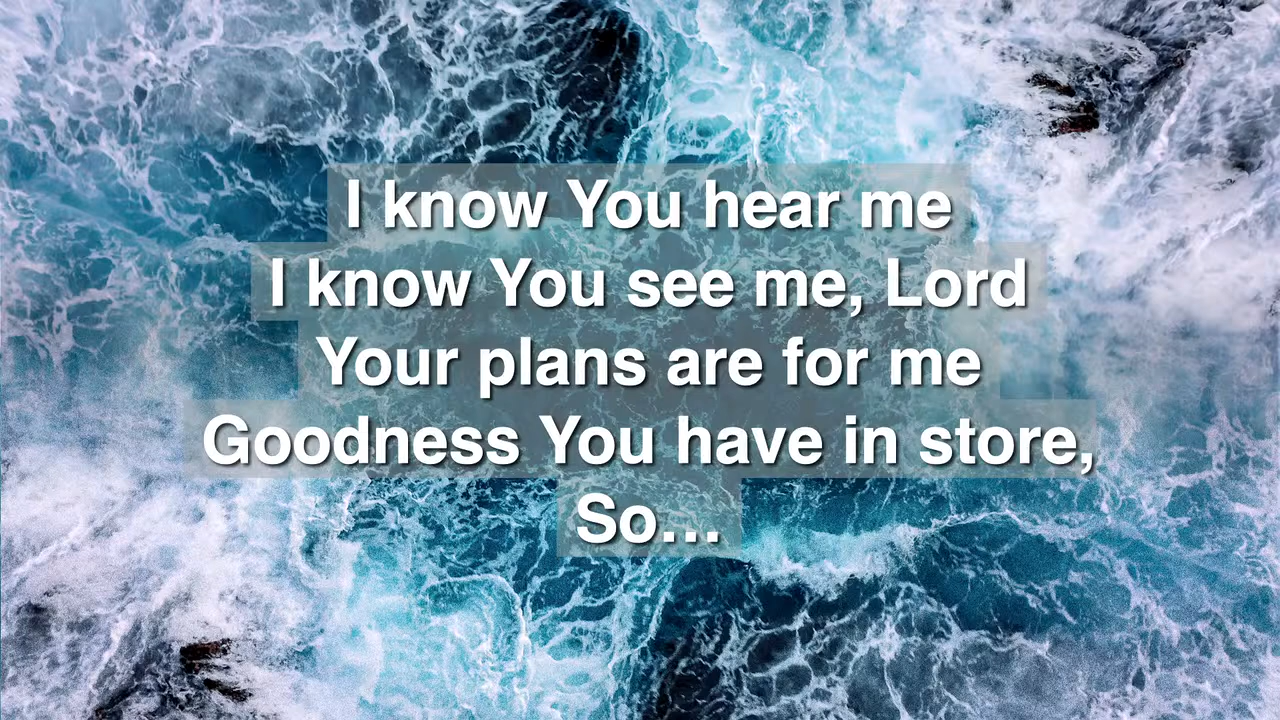 I know You hear me
I know You see me, Lord
Your plans are for me
Goodness You have in store,
So...